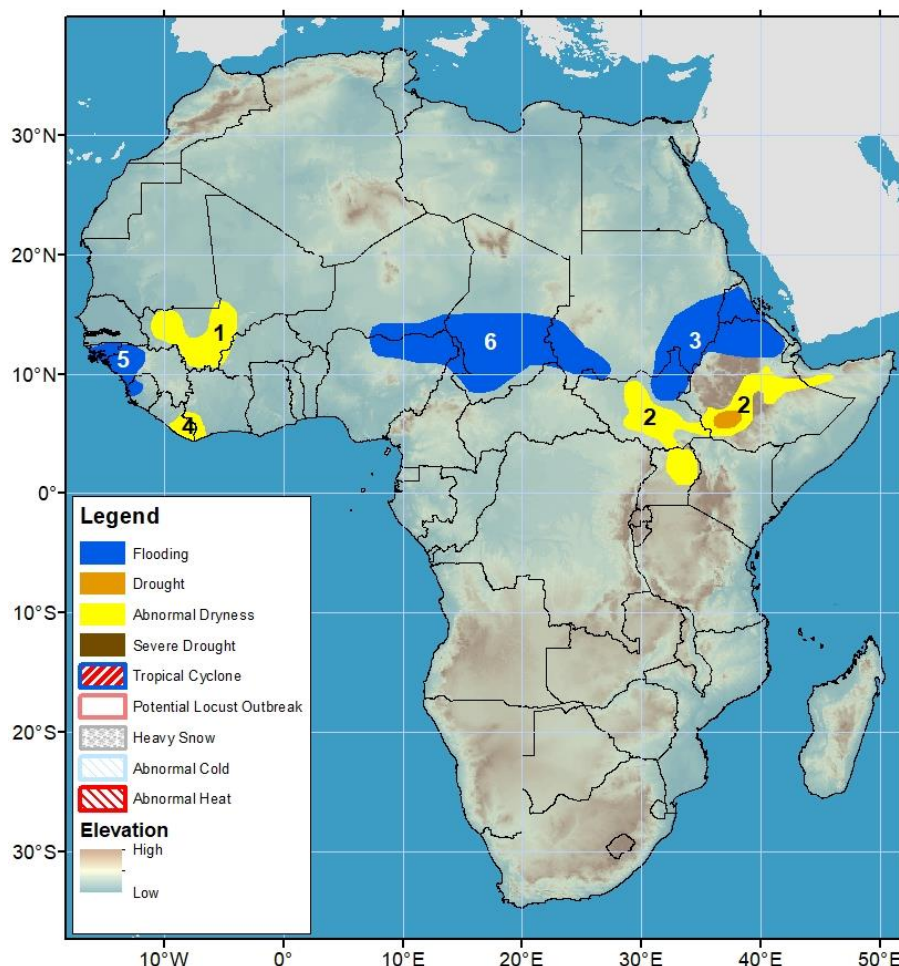 30°N
20°N
10°N
0°
10°S
20°S
30°S
1
5
4
6
3
2
2
Legend
Flooding
Drought
Abnormal Dryness
Severe Drought
Tropical Cyclone
Potential Locust Outbreak
Heavy Snow
Abnormal Cold
Abnormal Heat
Elevation
High
Low
10°W
0°
10°E
20°E
30°E
40°E
50°E